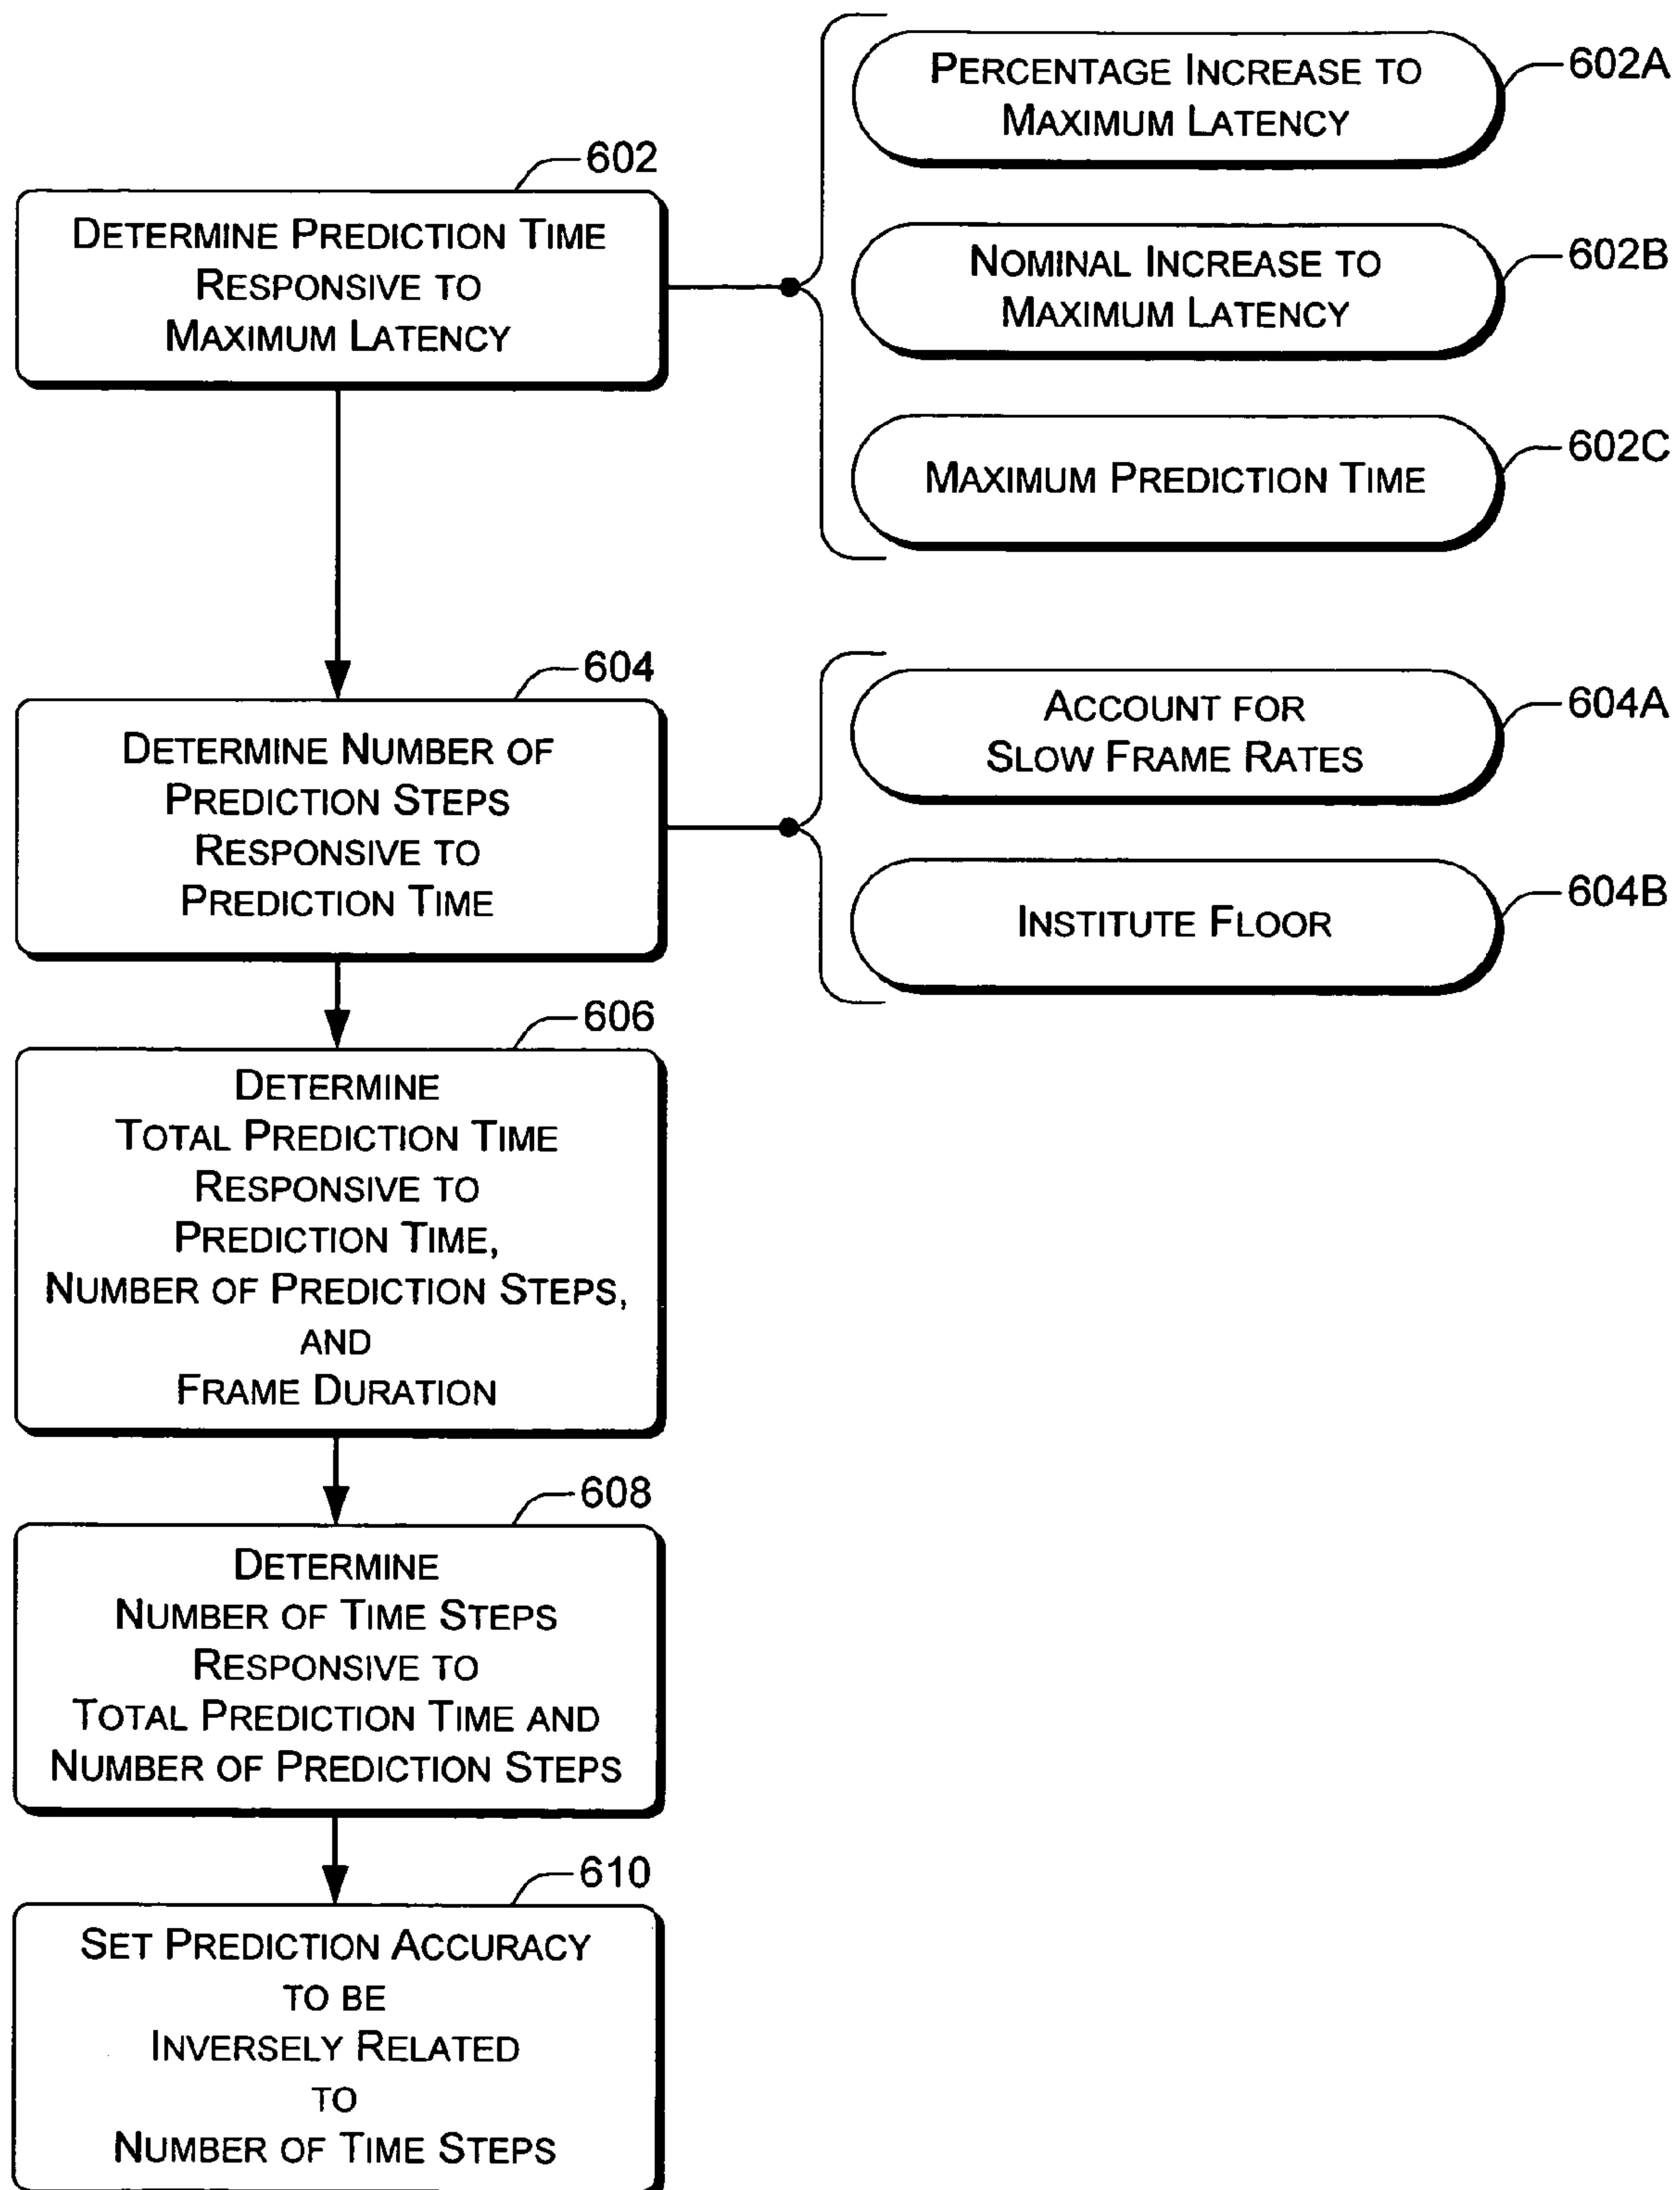 602
DETERMINE PREDICTION TIME
RESPONSIVE TO
MAXIMUM LATENCY
PERCENTAGE INCREASE TO
MAXIMUM LATENCY
602A
NOMINAL INCREASE TO
MAXIMUM LATENCY
602B
MAXIMUM PREDICTION TIME
602C
604
DETERMINE NUMBER OF
PREDICTION STEPS
RESPONSIVE TO
PREDICTION TIME
ACCOUNT FOR
SLOW FRAME RATES
604A
INSTITUTE FLOOR
604B
606
DETERMINE
TOTAL PREDICTION TIME
RESPONSIVE TO
PREDICTION TIME,
NUMBER OF PREDICTION STEPS,
AND
FRAME DURATION
608
DETERMINE
NUMBER OF TIME STEPS
RESPONSIVE TO
TOTAL PREDICTION TIME AND
NUMBER OF PREDICTION STEPS
610
SET PREDICTION ACCURACY
TO BE
INVERSELY RELATED
TO
NUMBER OF TIME STEPS